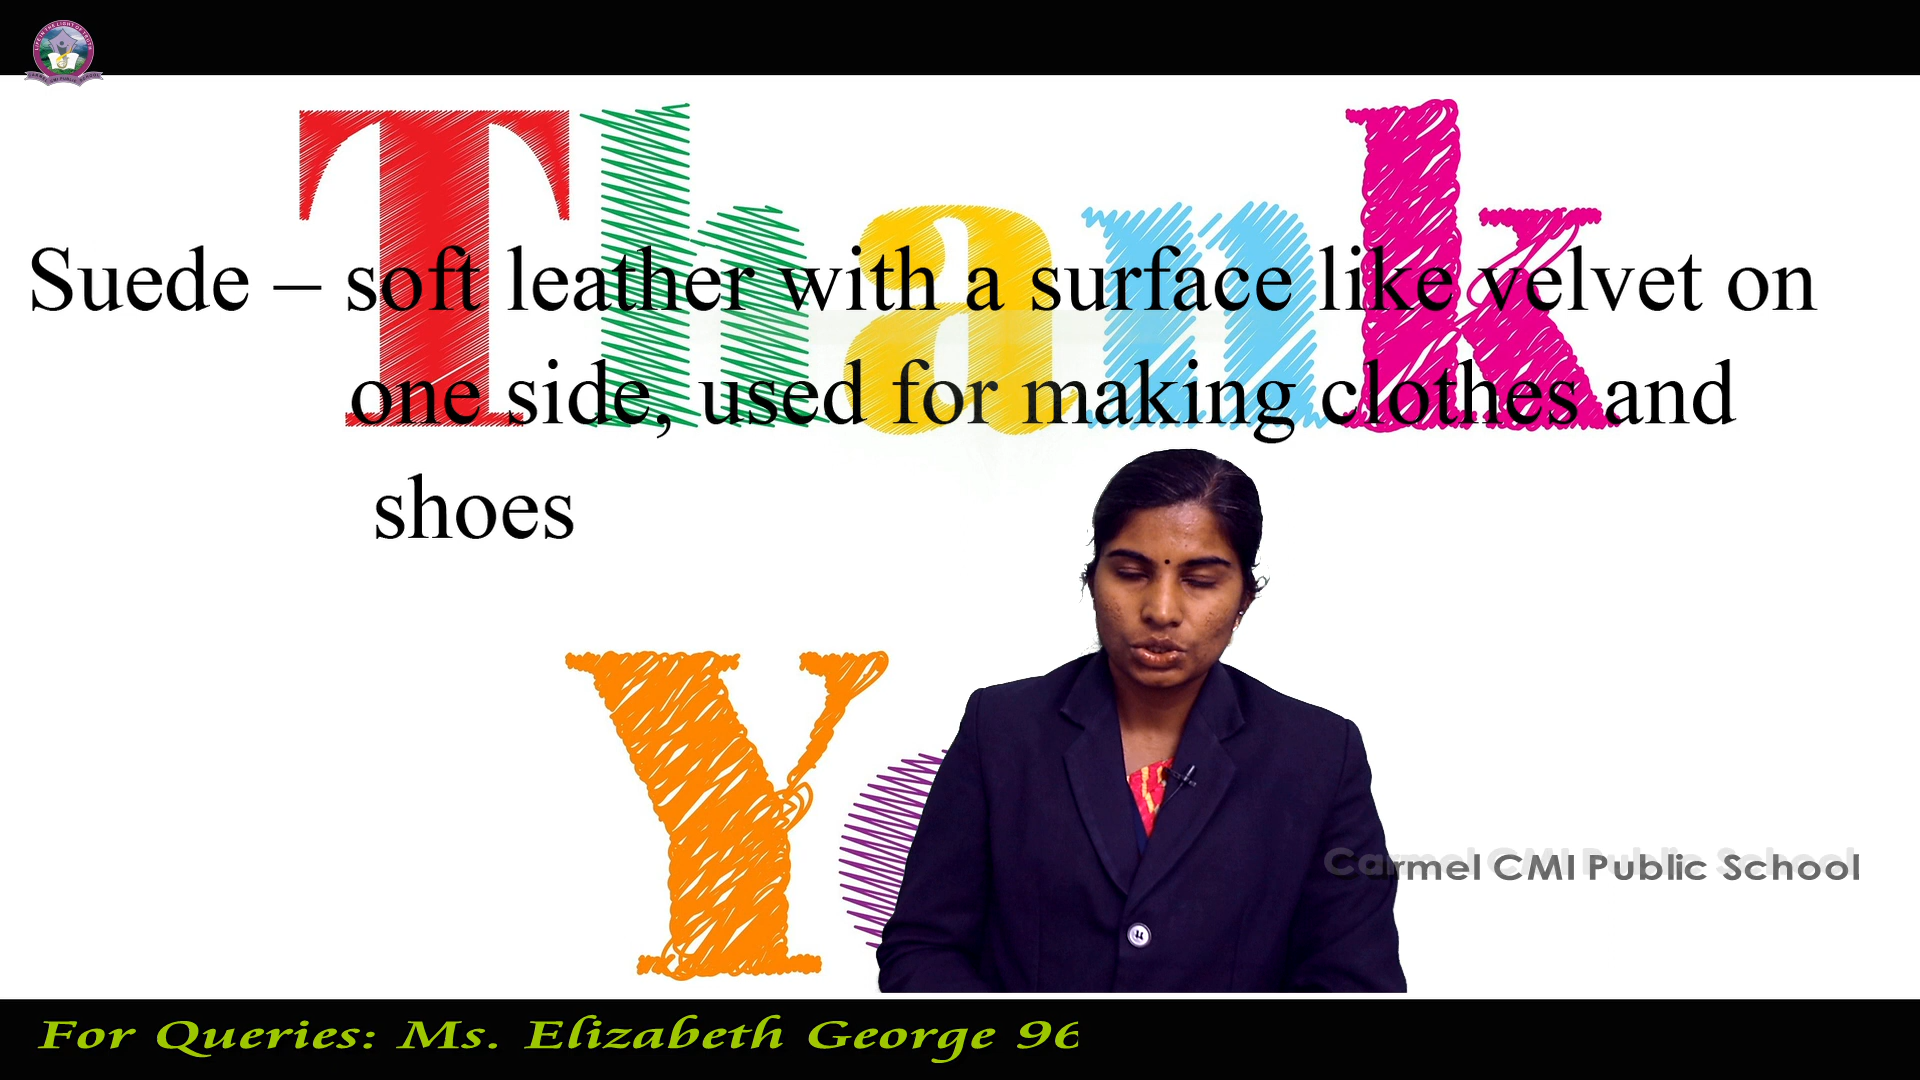 Thank
Suede – soft leather with a surface like velvet on
one side, used for making clothes and
shoes
Yo
Carmel CMI Public School
For Queries: Ms. Elizabeth George 96